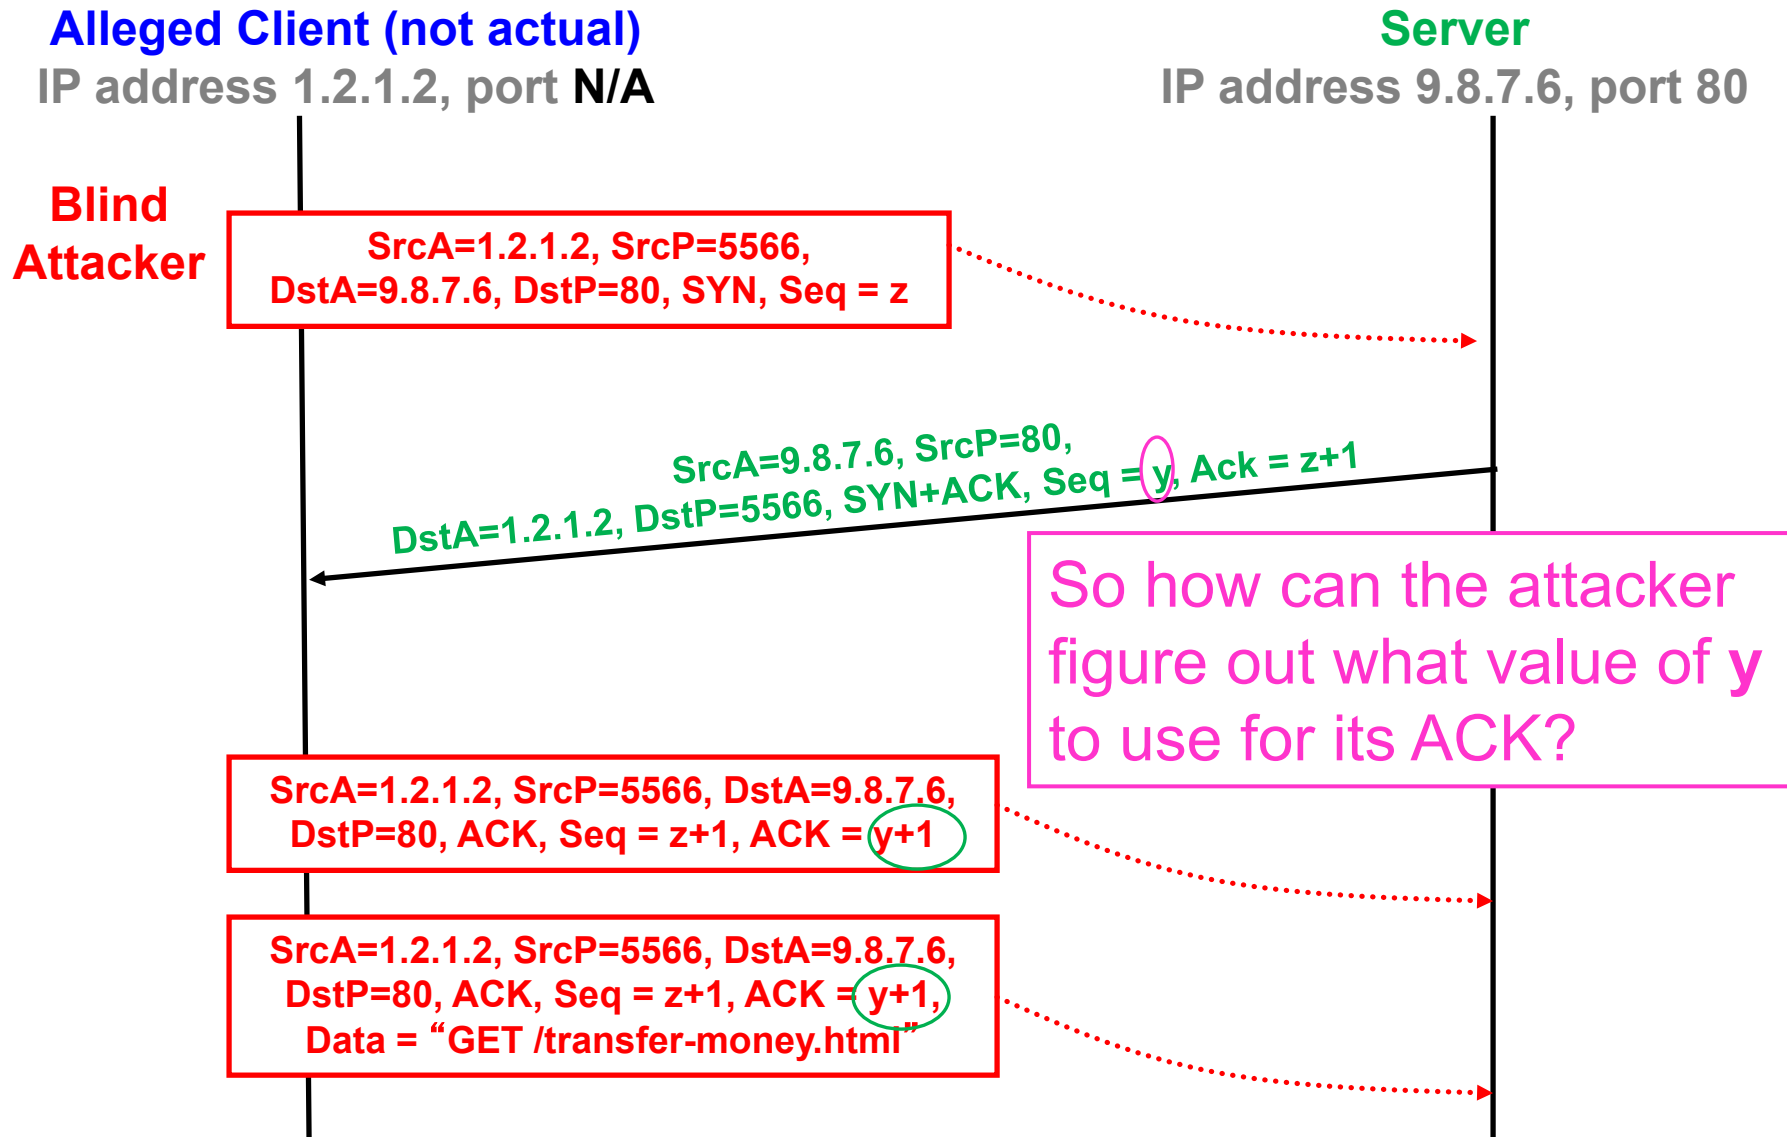 Alleged Client (not actual)
IP address 1.2.1.2, port N/A
Server
IP address 9.8.7.6, port 80
Blind
Attacker
SrcA=1.2.1.2, SrcP=5566,
DstA=9.8.7.6, DstP=80, SYN, Seq = z
SrcA=9.8.7.6, SrcP=80,
DstA=1.2.1.2, DstP=5566, SYN+ACK, Seq = y, Ack = z+1
So how can the attacker
figure out what value of y
to use for its ACK?
SrcA=1.2.1.2, SrcP=5566, DstA=9.8.7.6,
DstP=80, ACK, Seq = z+1, ACK = y+1
SrcA=1.2.1.2, SrcP=5566, DstA=9.8.7.6,
DstP=80, ACK, Seq = z+1, ACK = y+1,
Data = “GET /transfer-money.html”